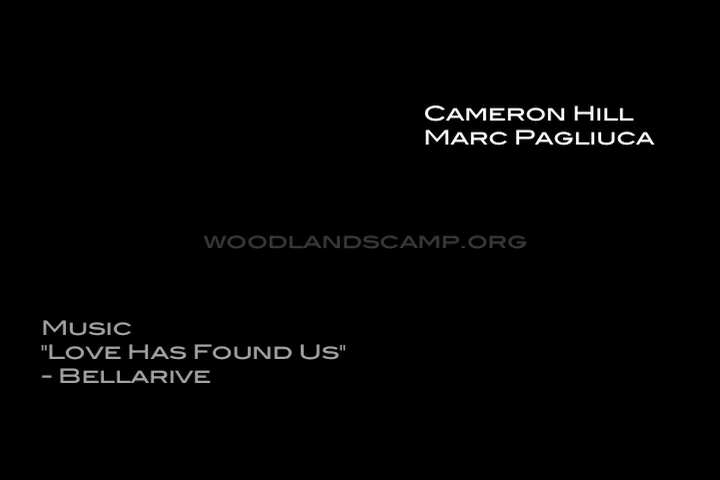 Cameron Hill
Marc Pagliuca
woodlandscamp.org
Music
"Love Has Found Us"
- Bellarive